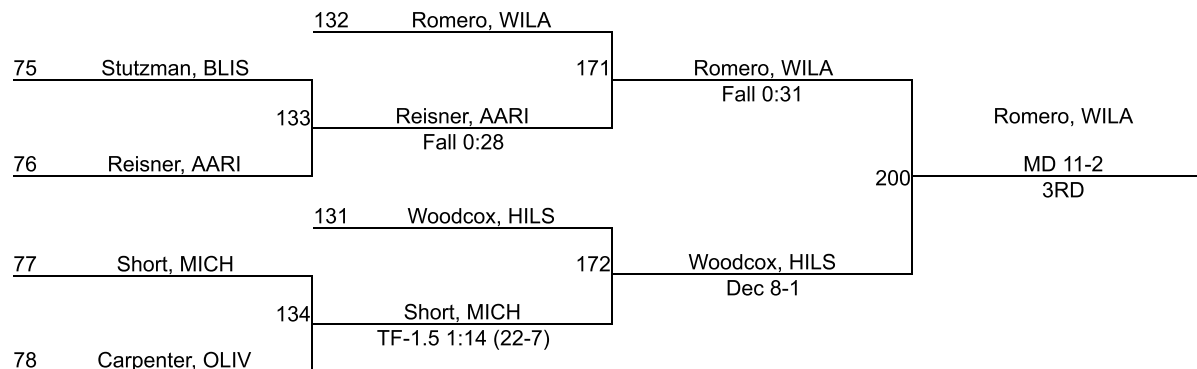 132 Romero, WILA
75 Stutzman, BLIS
171 Romero, WILA
Fall 0:31
133 Reisner, AARI
Fall 0:28
Romero, WILA
76 Reisner, AARI
MD 11-2
200
3RD
131 Woodcox, HILS
77 Short, MICH
172 Woodcox, HILS
Dec 8-1
134 Short, MICH
TF-1.5 1:14 (22-7)
78 Carpenter, OLIV